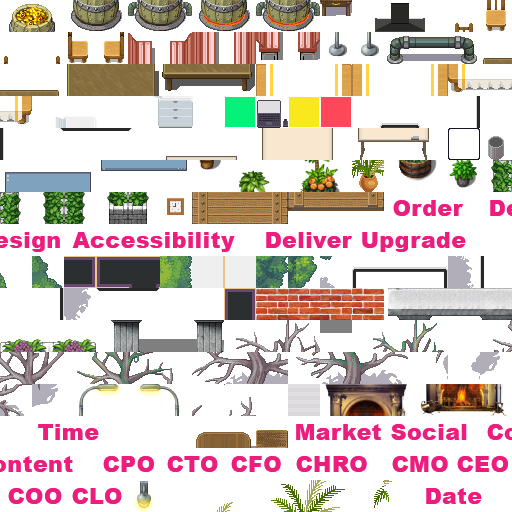 Order De
esign Accessibility Deliver Upgrade
Time Market Social Co
ontent CPO CTO CFO CHRO CMO CEO
COO CLO Date